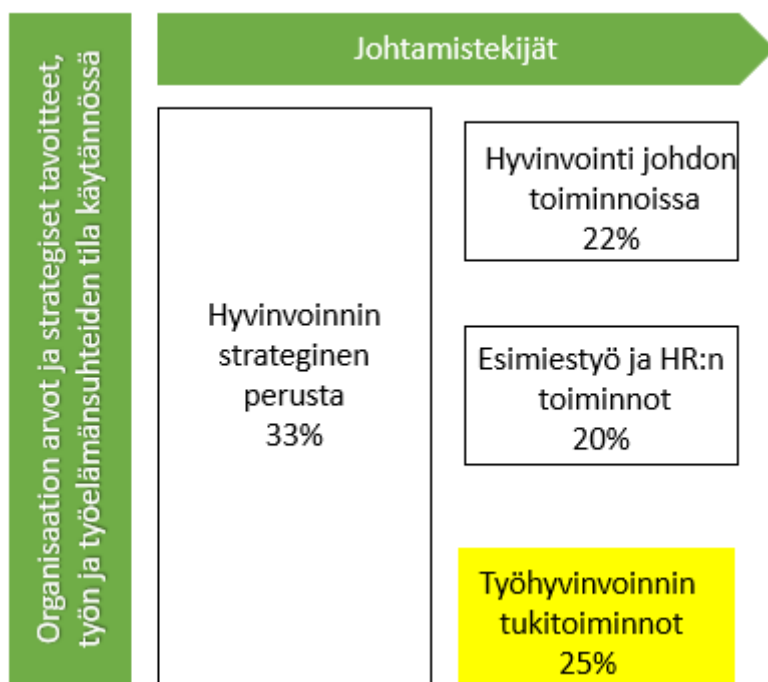 Organisaation arvot ja strategiset tavoitteet,
työn ja työelämänsuhteiden tila käytännössä
Johtamistekijät
Hyvinvoinnin
strateginen
perusta
33%
Hyvinvointi johdon
toiminnoissa
22%
Esimiestyö ja HR:n
toiminnot
20%
Työhyvinvoinnin
tukitoiminnot
25%